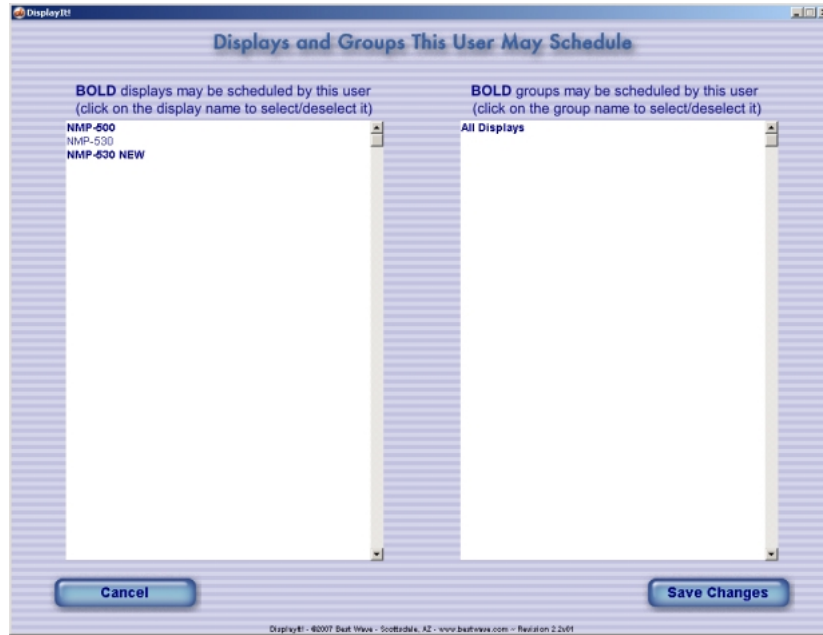 DisplayIt!
Displays and Groups This User May Schedule
BOLD displays may be scheduled by this user
(click on the display name to select/deselect it)
NMP-500
NMP-530
NMP-530 NEW
BOLD groups may be scheduled by this user
(click on the group name to select/deselect it)
All Displays
Cancel
Save Changes
DisplayIt! - ©2007 Best Wave - Scottsdale, AZ - www.bestwave.com ~ Revision 2.2v01